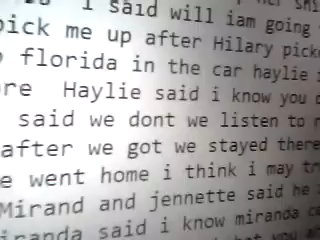 I said will iam going
pick me up after Hilary
florida in the car haylie
re Haylie said i know you
said we dont we listen to
after we got we stayed there
e went home i think i may
Mirand and jennette said he
miranda said i know miranda